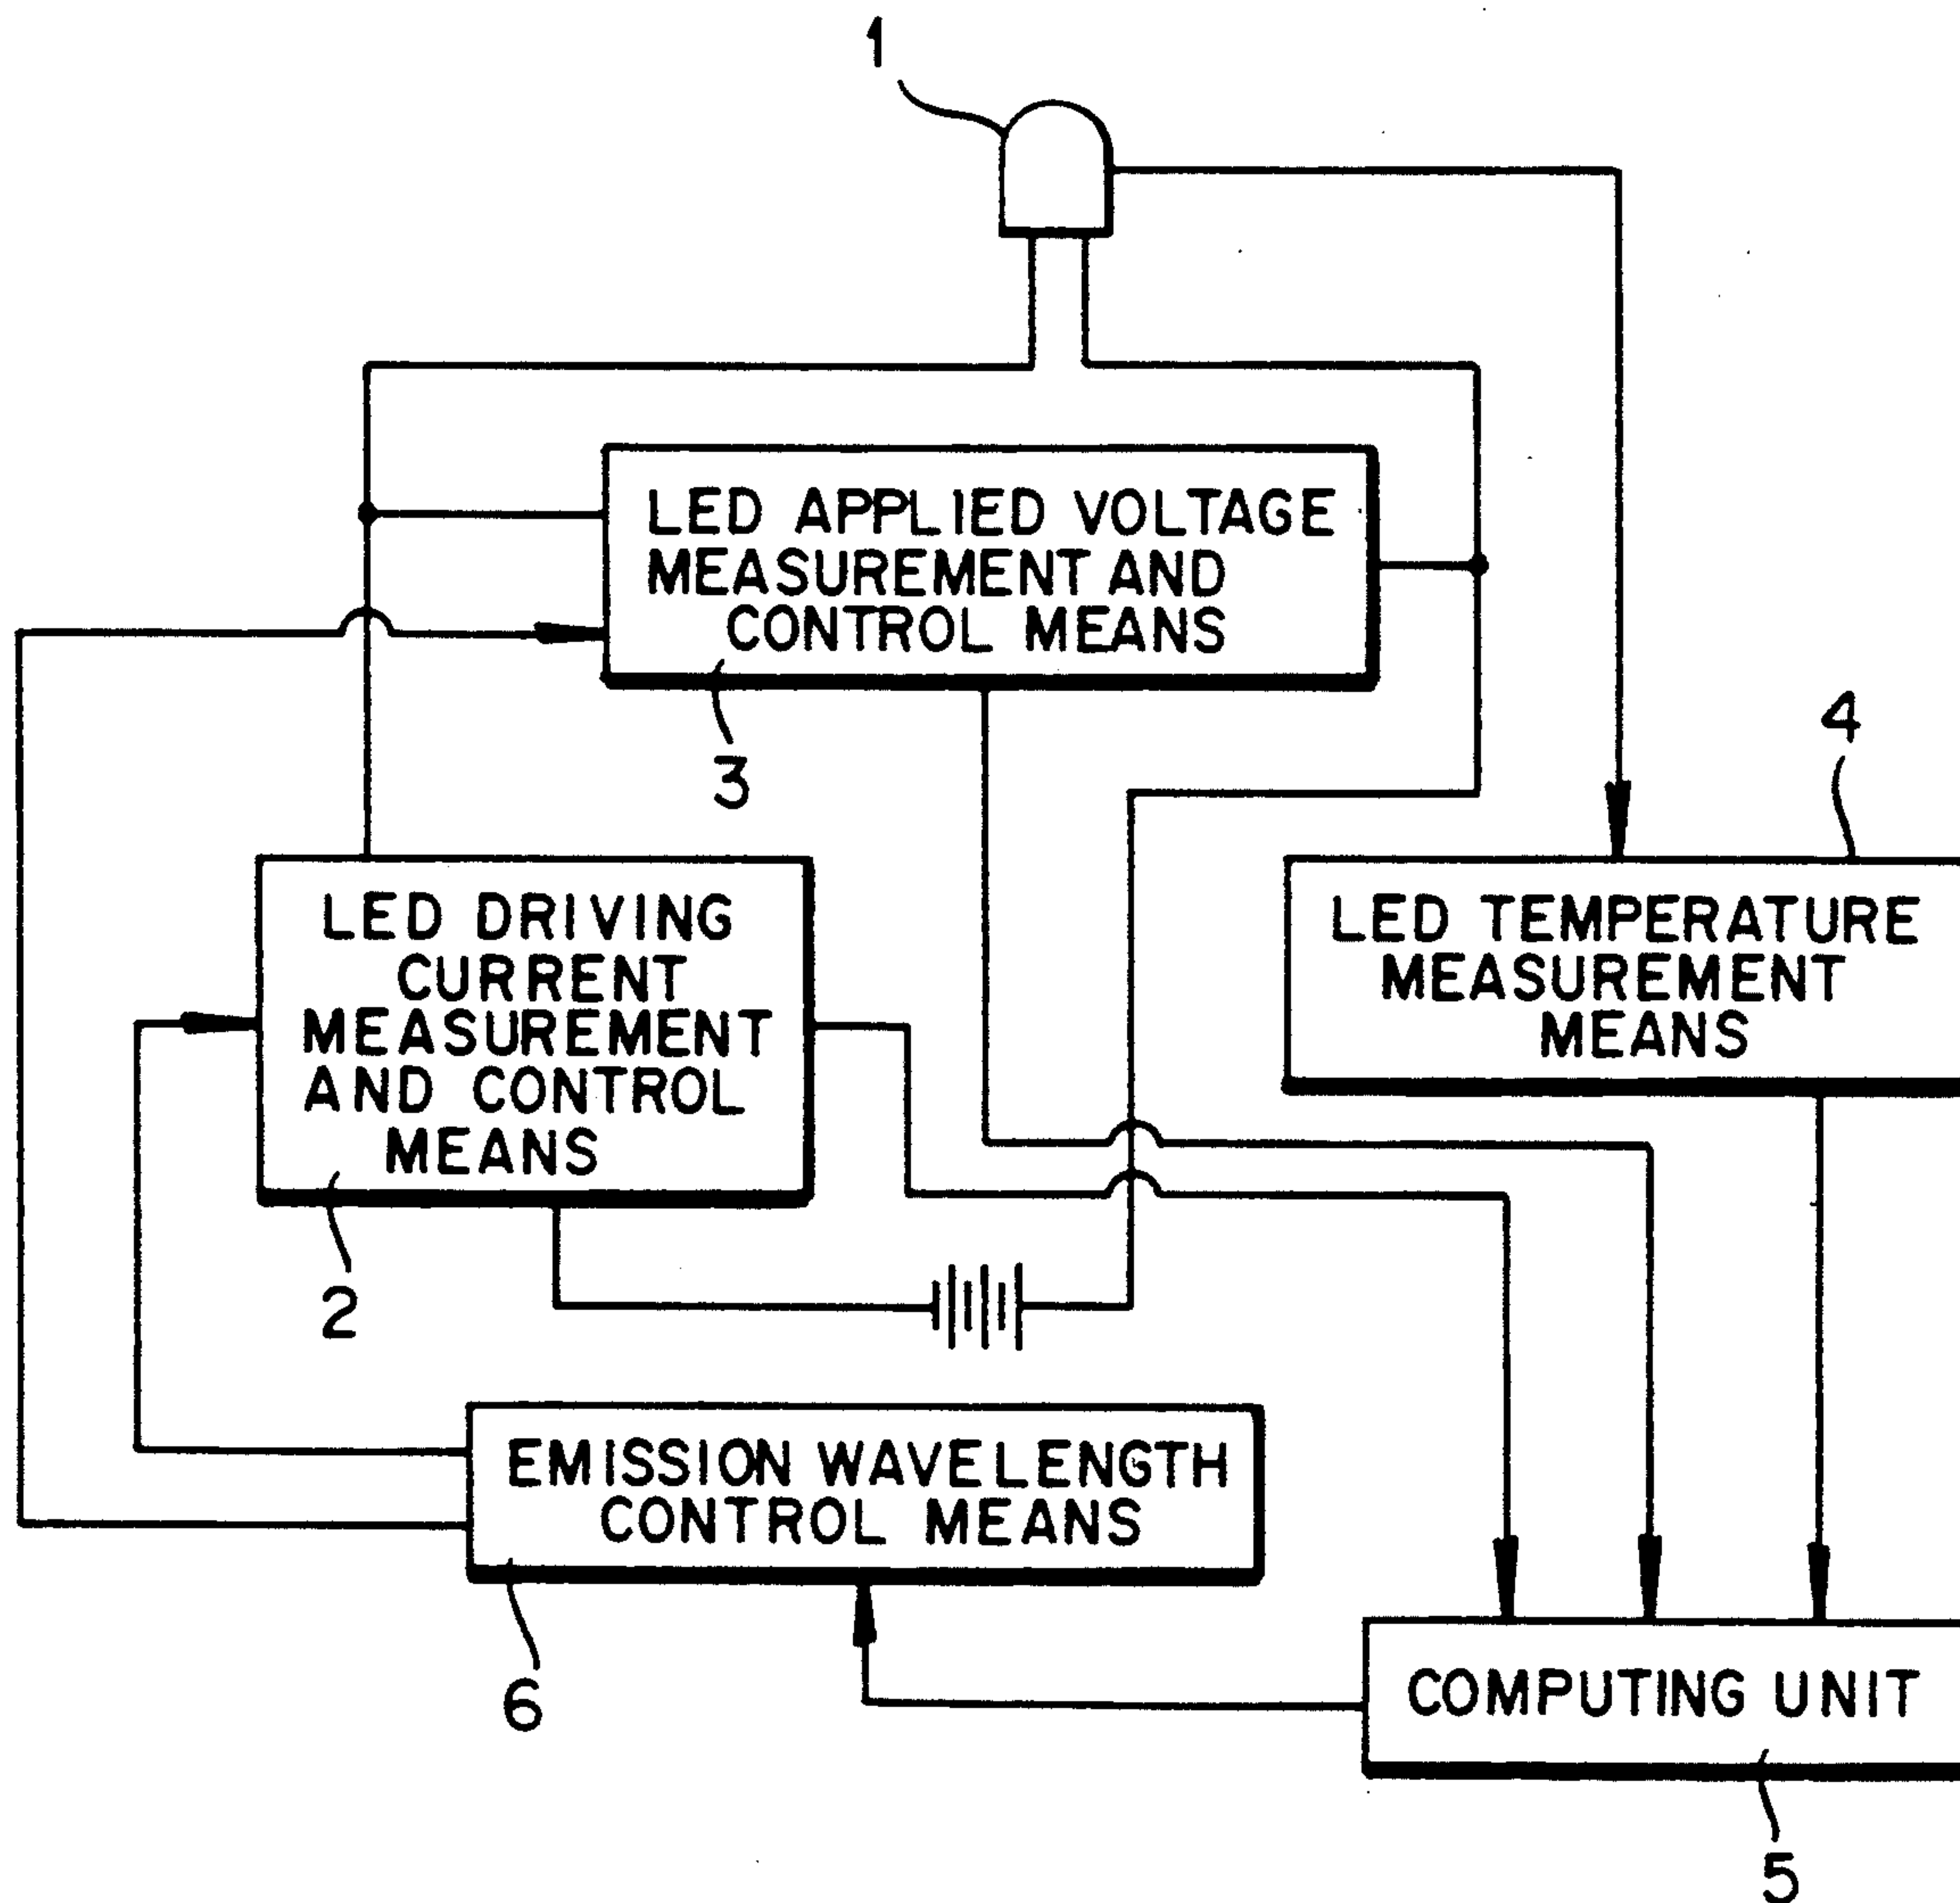 1
LED APPLIED VOLTAGE
MEASUREMENT AND
CONTROL MEANS
3
4
LED DRIVING
CURRENT
MEASUREMENT
AND CONTROL
MEANS
2
LED TEMPERATURE
MEASUREMENT
MEANS
EMISSION WAVELENGTH
CONTROL MEANS
6
COMPUTING UNIT
5